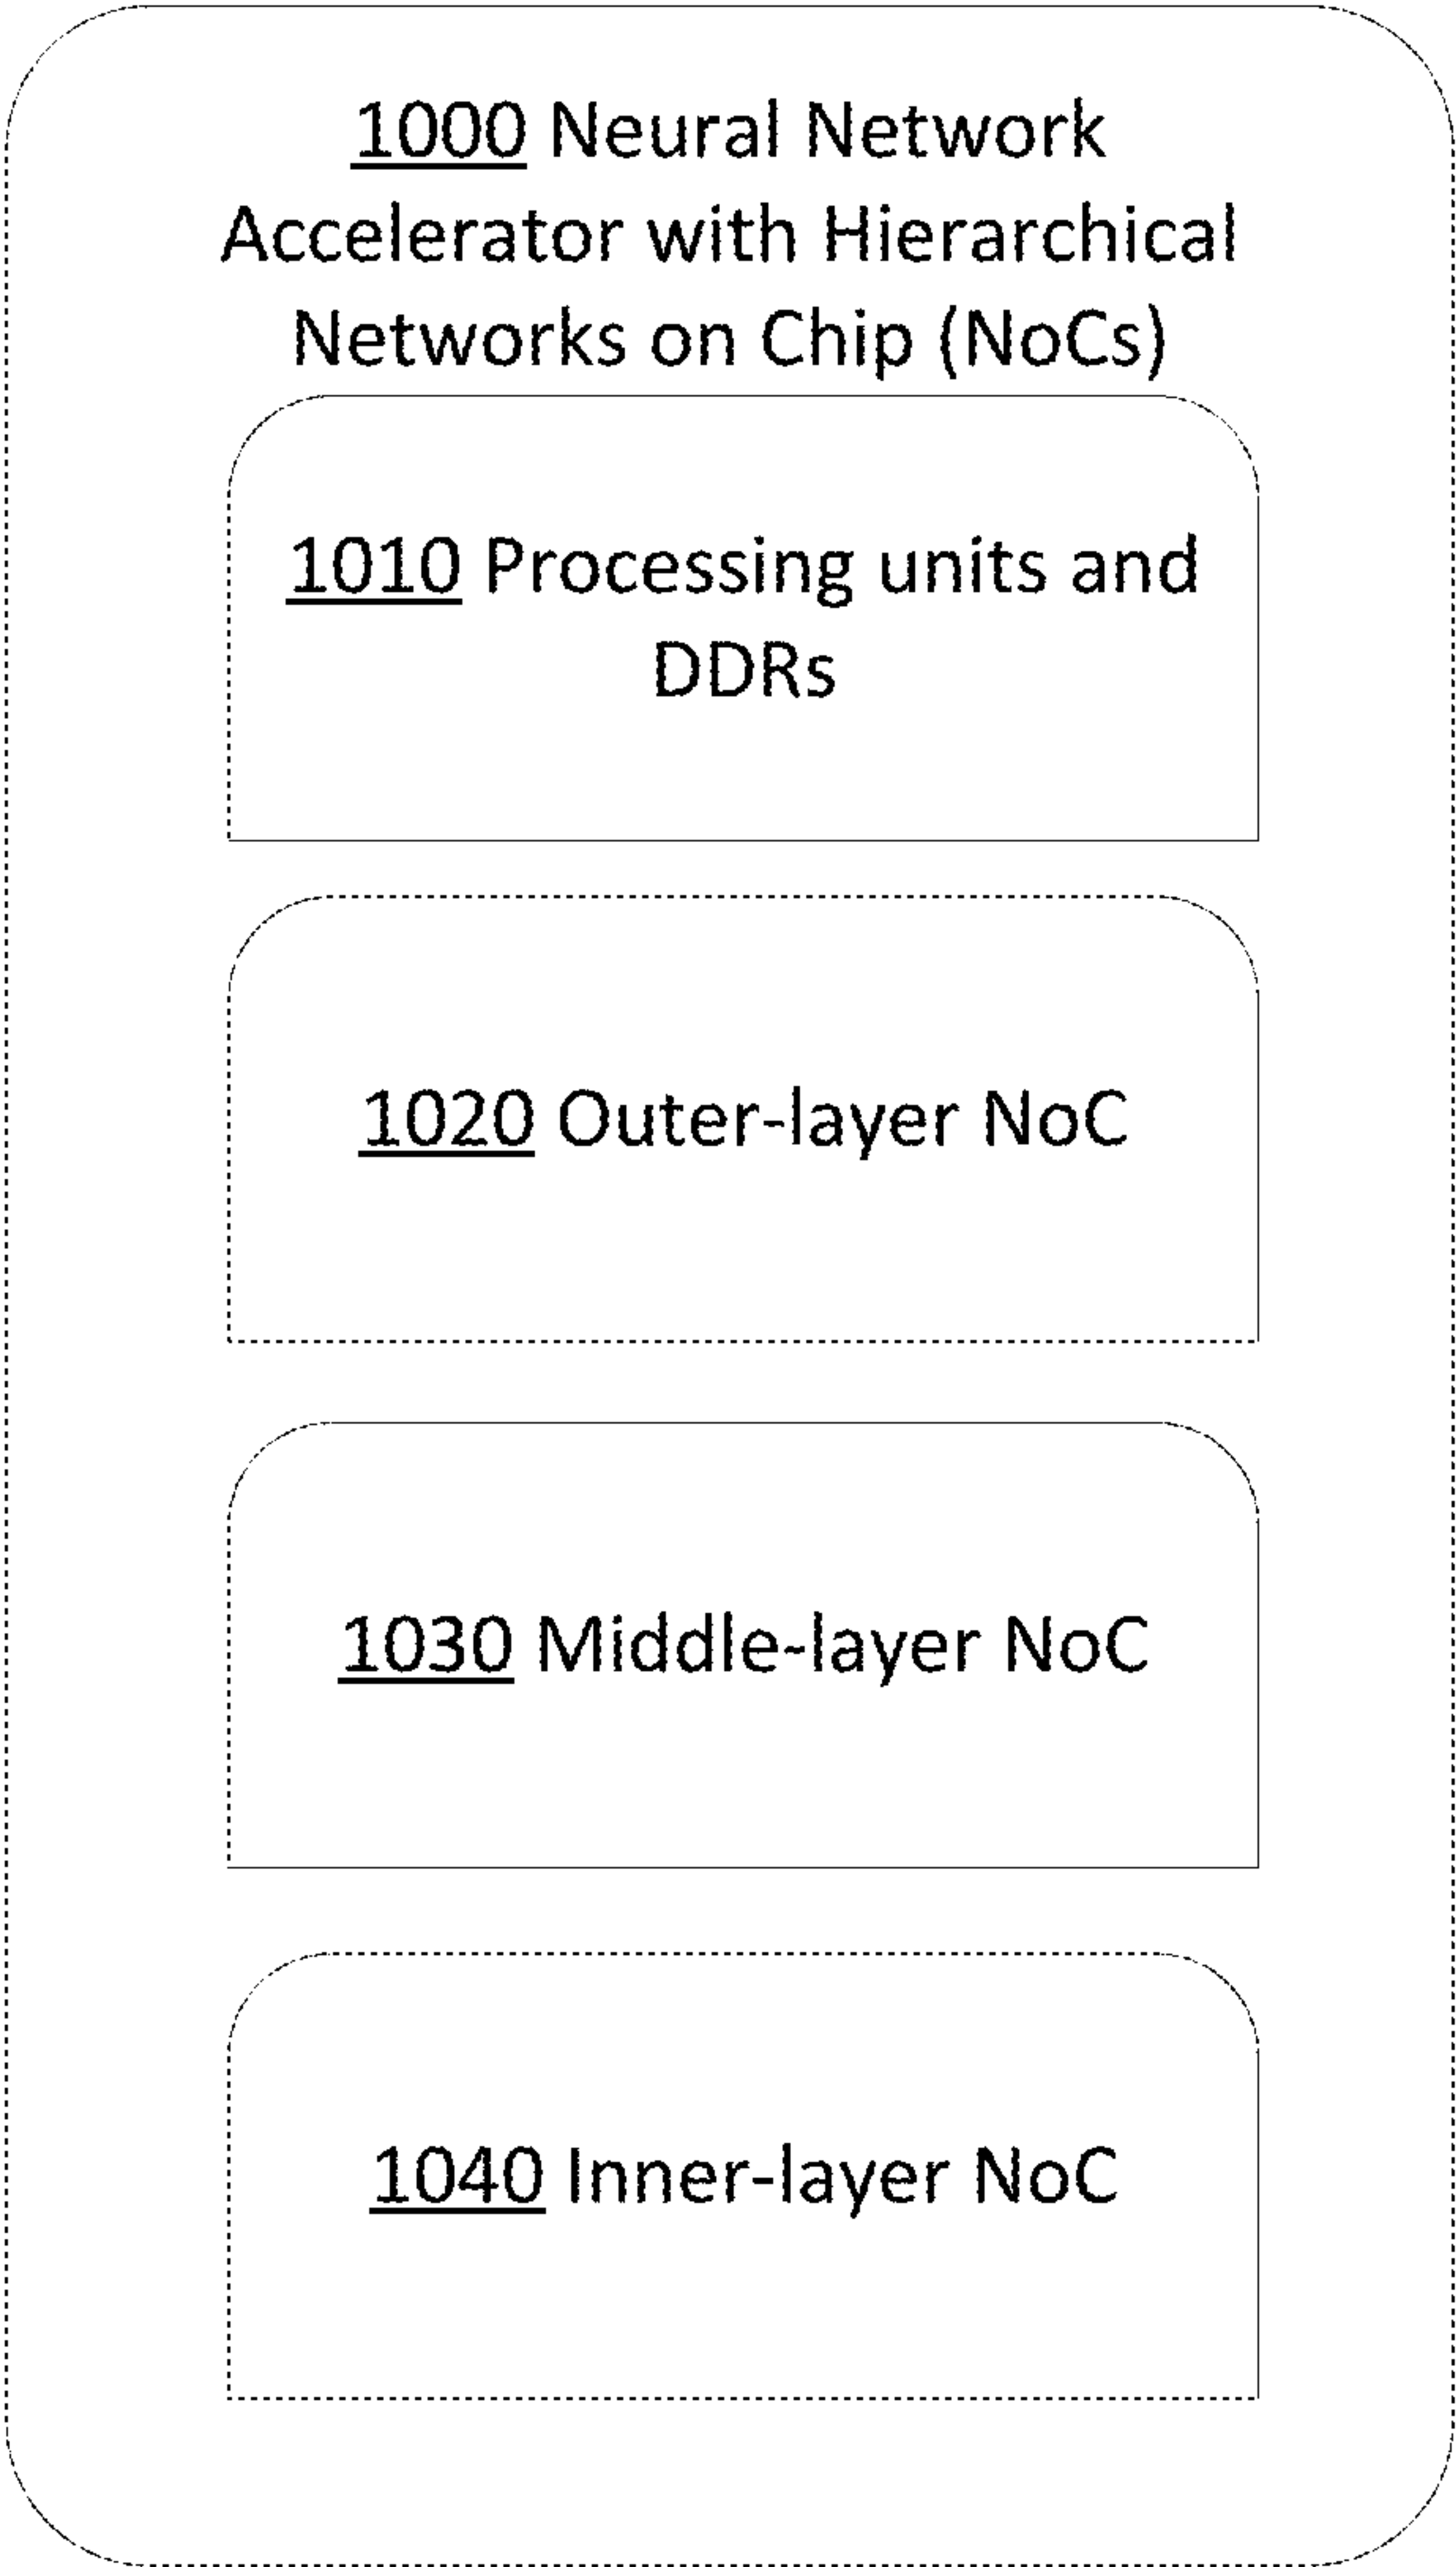 1000 Neural Network
Accelerator with Hierarchical
Networks on Chip (NoCs)
1010 Processing units and
DDRs
1020 Outer-layer NoC
1030 Middle-layer NoC
1040 Inner-layer NoC